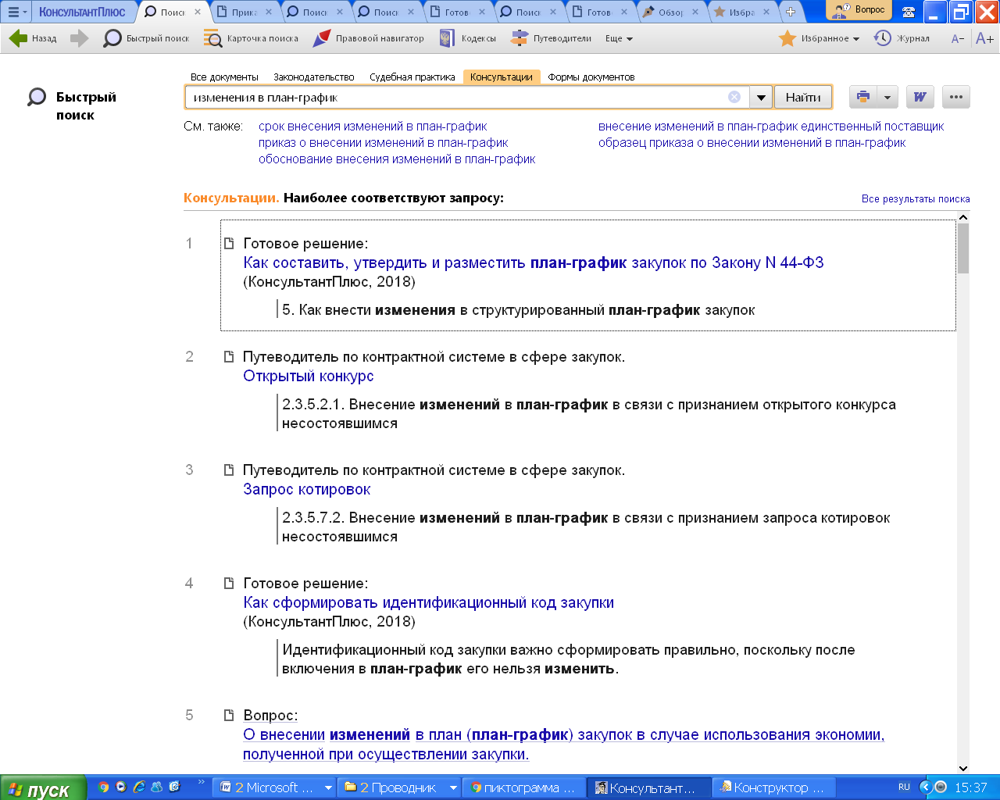 КонсультантПлюс
Поиск
Прика
Поиск
Поиск
Готов
Поиск
Готов
Обзор
Избра
Вопрос
Назад
Быстрый поиск
Карточка поиска
Правовой навигатор
Кодексы
Путеводители
Еще
Избранное
Журнал
A−
A+
Быстрый
поиск
Все документы
Законодательство
Судебная практика
Консультации
Формы документов
изменения в план-график
Найти
W
См. также:
срок внесения изменений в план-график
внесение изменений в план-график единственный поставщик
приказ о внесении изменений в план-график
образец приказа о внесении изменений в план-график
обоснование внесения изменений в план-график
Консультации. Наиболее соответствуют запросу:
Все результаты поиска
1
Готовое решение:
Как составить, утвердить и разместить план-график закупок по Закону N 44-ФЗ
(КонсультантПлюс, 2018)
5. Как внести изменения в структурированный план-график закупок
2
Путеводитель по контрактной системе в сфере закупок.
Открытый конкурс
2.3.5.2.1. Внесение изменений в план-график в связи с признанием открытого конкурса
несостоявшимся
3
Путеводитель по контрактной системе в сфере закупок.
Запрос котировок
2.3.5.7.2. Внесение изменений в план-график в связи с признанием запроса котировок
несостоявшимся
4
Готовое решение:
Как сформировать идентификационный код закупки
(КонсультантПлюс, 2018)
Идентификационный код закупки важно сформировать правильно, поскольку после
включения в план-график его нельзя изменить.
5
Вопрос:
О внесении изменений в план (план-график) закупок в случае использования экономии,
полученной при осуществлении закупки.
пуск
»
2 Microsoft ...
2 Проводник
пиктограмма ...
Консультант...
Конструктор ...
RU
15:37